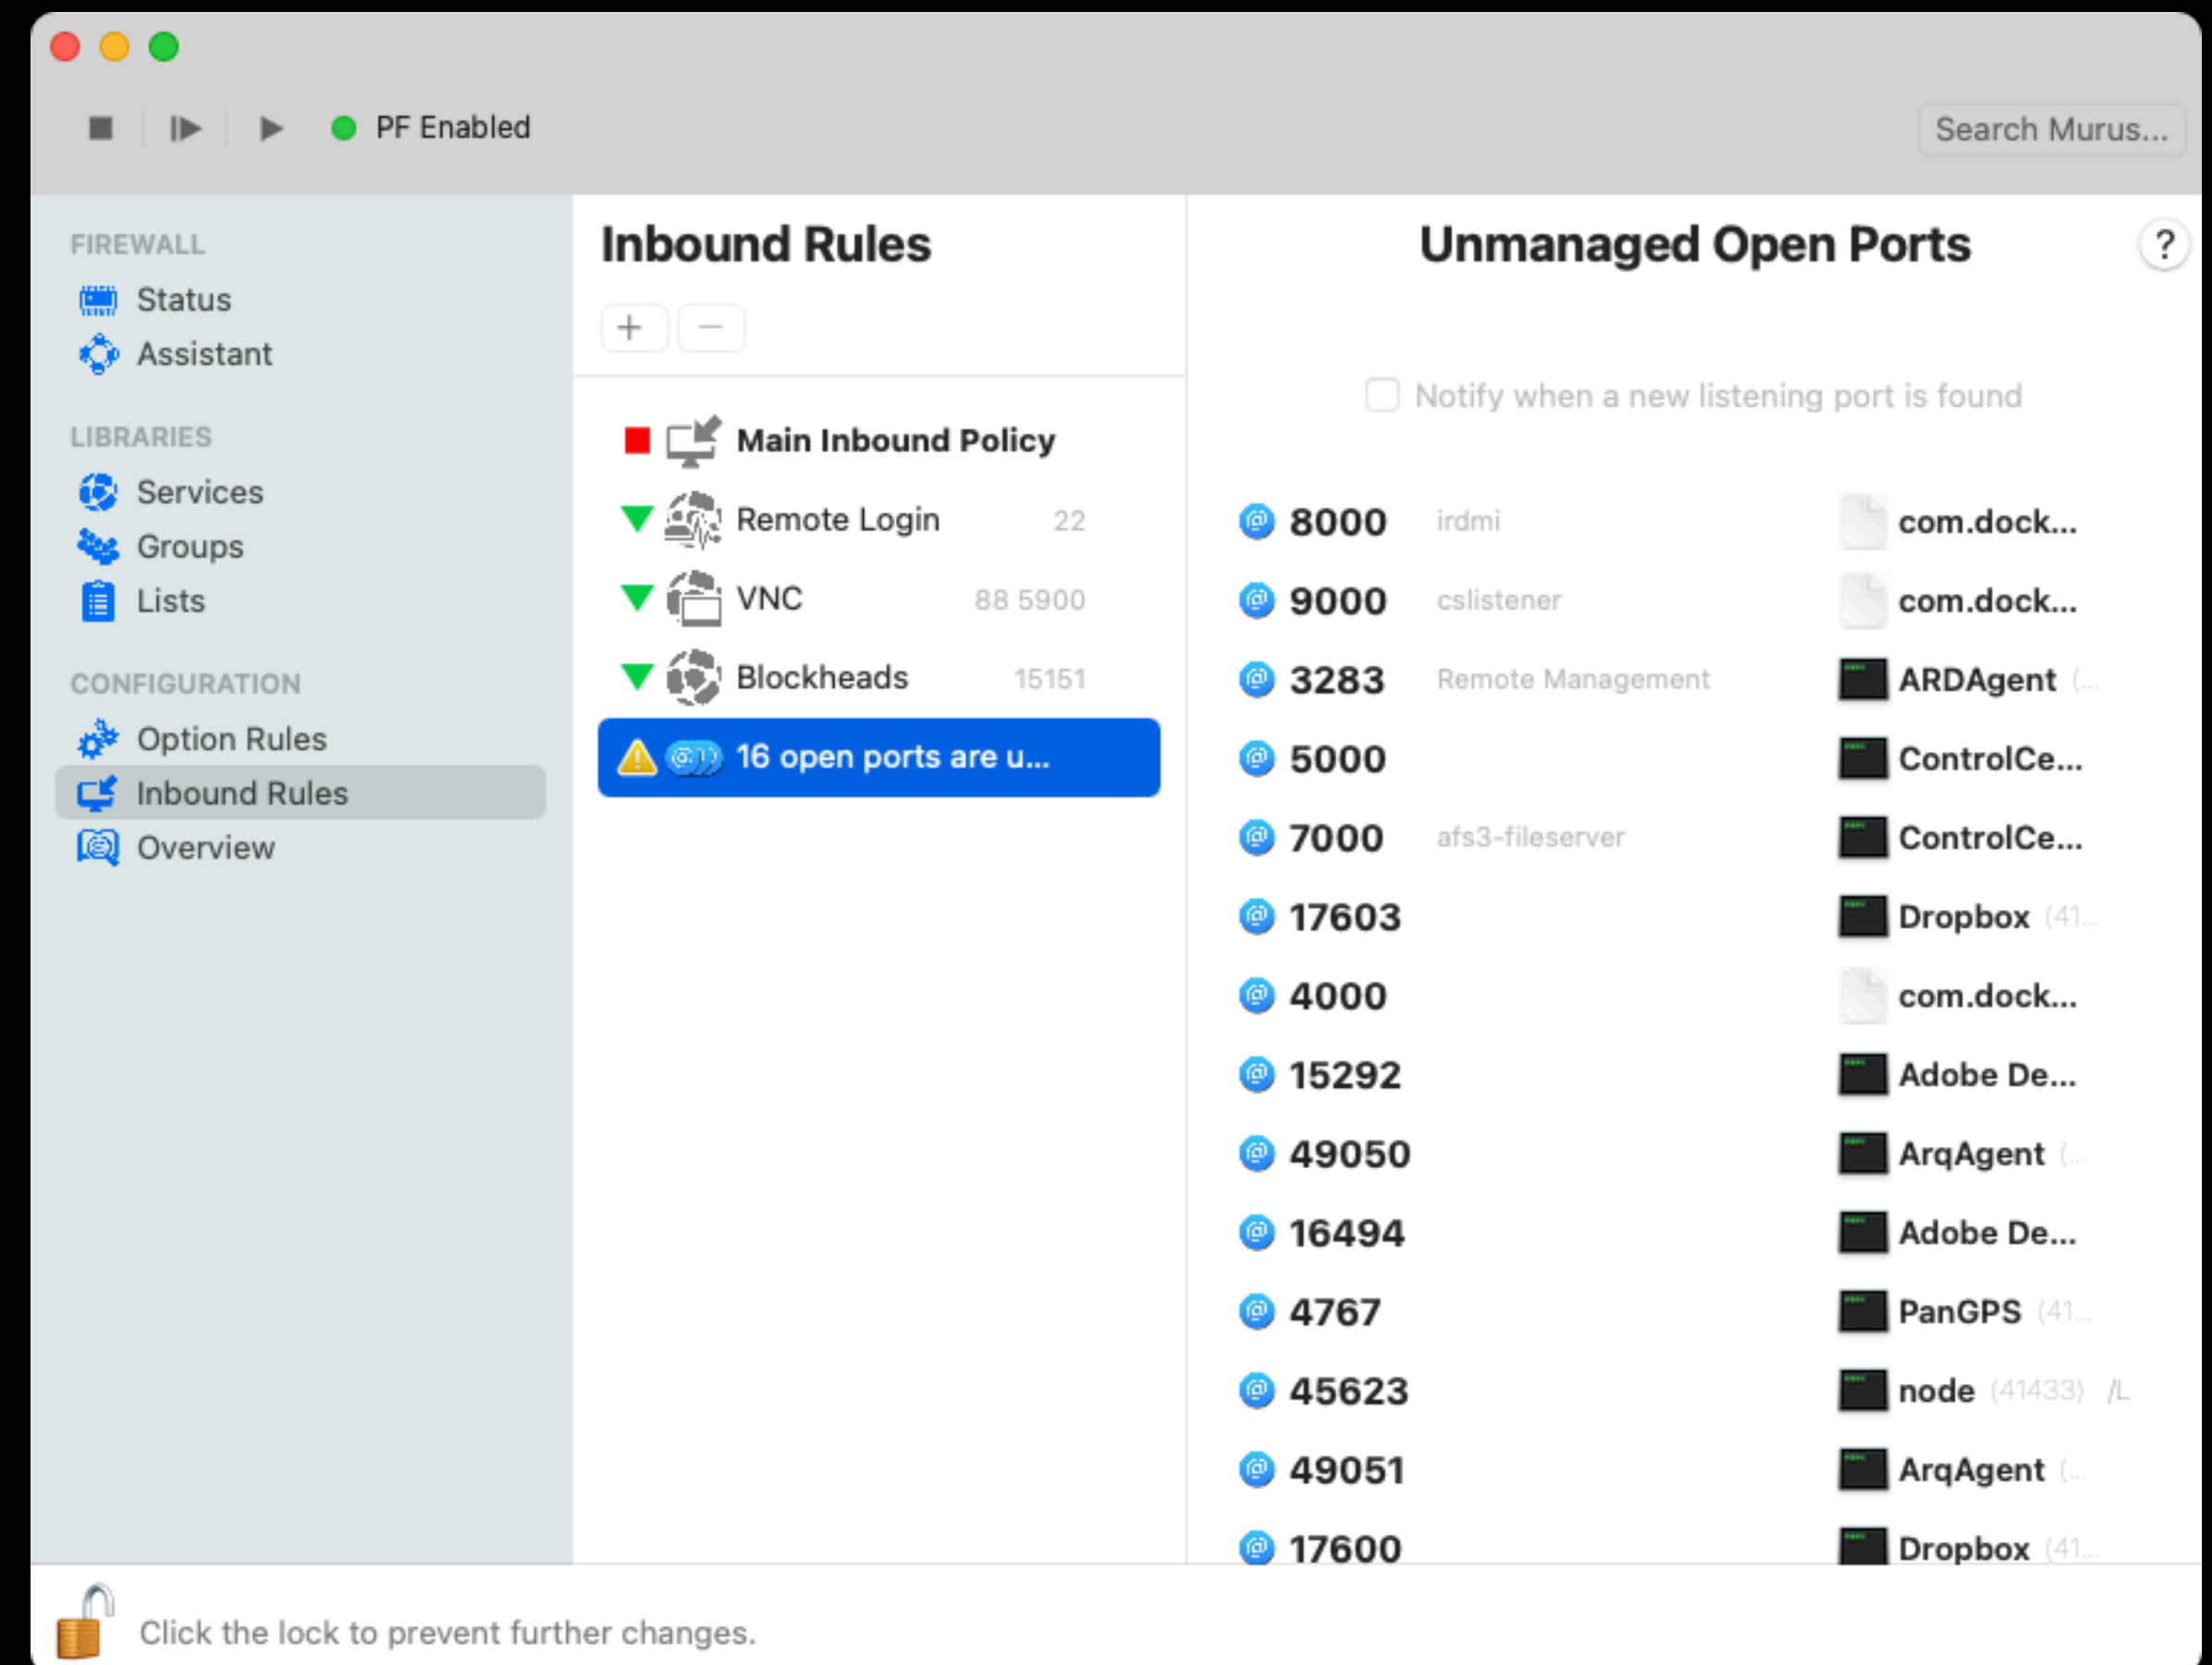 PF Enabled
Search Murus...
FIREWALL
Status
Assistant
LIBRARIES
Services
Groups
Lists
CONFIGURATION
Option Rules
Inbound Rules
Overview
Inbound Rules
+ −
Main Inbound Policy
Remote Login 22
VNC 88 5900
Blockheads 15151
16 open ports are u...
Unmanaged Open Ports ?
Notify when a new listening port is found
8000 irdmi com.dock...
9000 cslistener com.dock...
3283 Remote Management ARDAgent (...
5000 ControlCe...
7000 afs3-fileserver ControlCe...
17603 Dropbox (41...
4000 com.dock...
15292 Adobe De...
49050 ArqAgent (...
16494 Adobe De...
4767 PanGPS (41...
45623 node (41433) /L
49051 ArqAgent (...
17600 Dropbox (41...
Click the lock to prevent further changes.